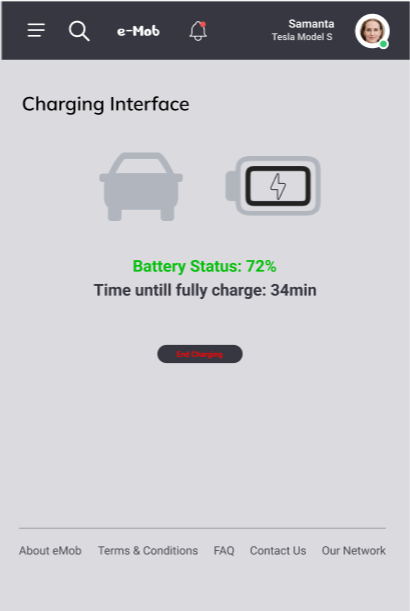 e-Mob
Samanta
Tesla Model S
Charging Interface
Battery Status: 72%
Time untill fully charge: 34min
End Charging
About eMob Terms & Conditions FAQ Contact Us Our Network